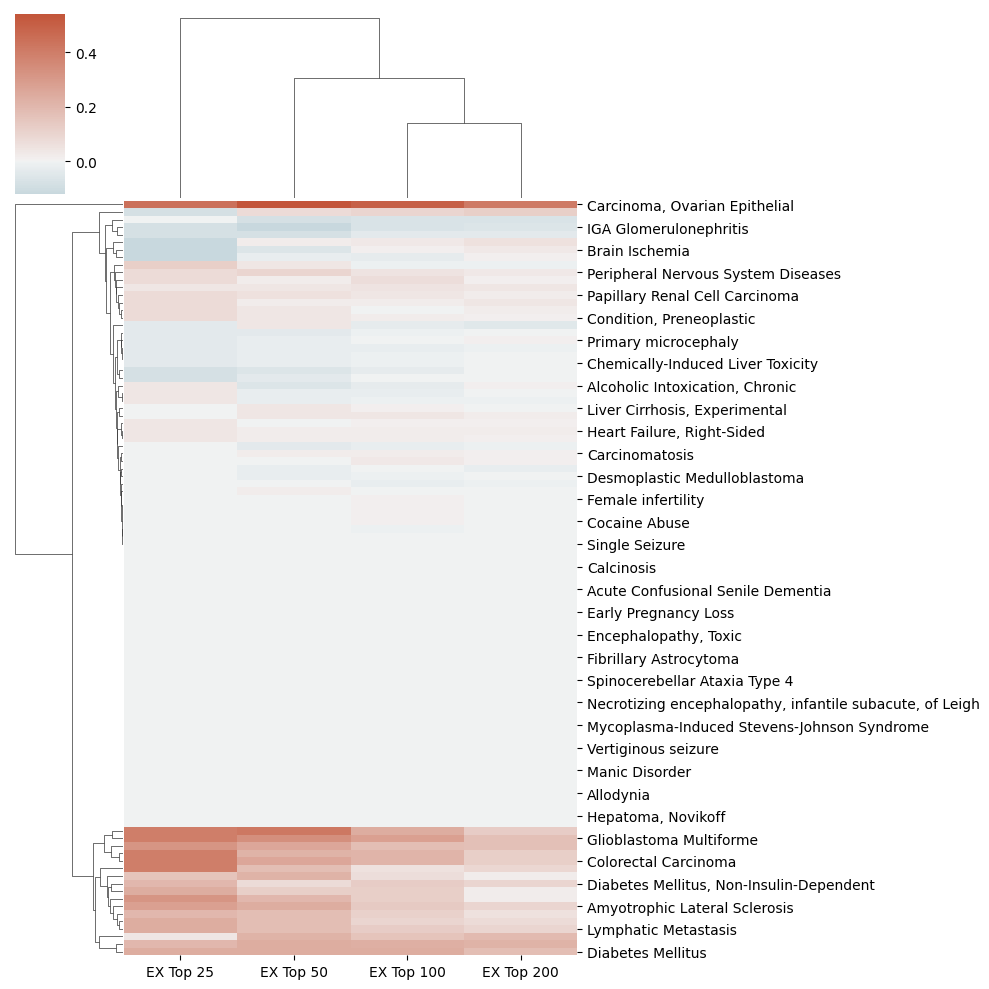 0.4
0.2
0.0
Carcinoma, Ovarian Epithelial
IGA Glomerulonephritis
Brain Ischemia
Peripheral Nervous System Diseases
Papillary Renal Cell Carcinoma
Condition, Preneoplastic
Primary microcephaly
Chemically-Induced Liver Toxicity
Alcoholic Intoxication, Chronic
Liver Cirrhosis, Experimental
Heart Failure, Right-Sided
Carcinomatosis
Desmoplastic Medulloblastoma
Female infertility
Cocaine Abuse
Single Seizure
Calcinosis
Acute Confusional Senile Dementia
Early Pregnancy Loss
Encephalopathy, Toxic
Fibrillary Astrocytoma
Spinocerebellar Ataxia Type 4
Necrotizing encephalopathy, infantile subacute, of Leigh
Mycoplasma-Induced Stevens-Johnson Syndrome
Vertiginous seizure
Manic Disorder
Allodynia
Hepatoma, Novikoff
Glioblastoma Multiforme
Colorectal Carcinoma
Diabetes Mellitus, Non-Insulin-Dependent
Amyotrophic Lateral Sclerosis
Lymphatic Metastasis
Diabetes Mellitus
EX Top 25 EX Top 50 EX Top 100 EX Top 200